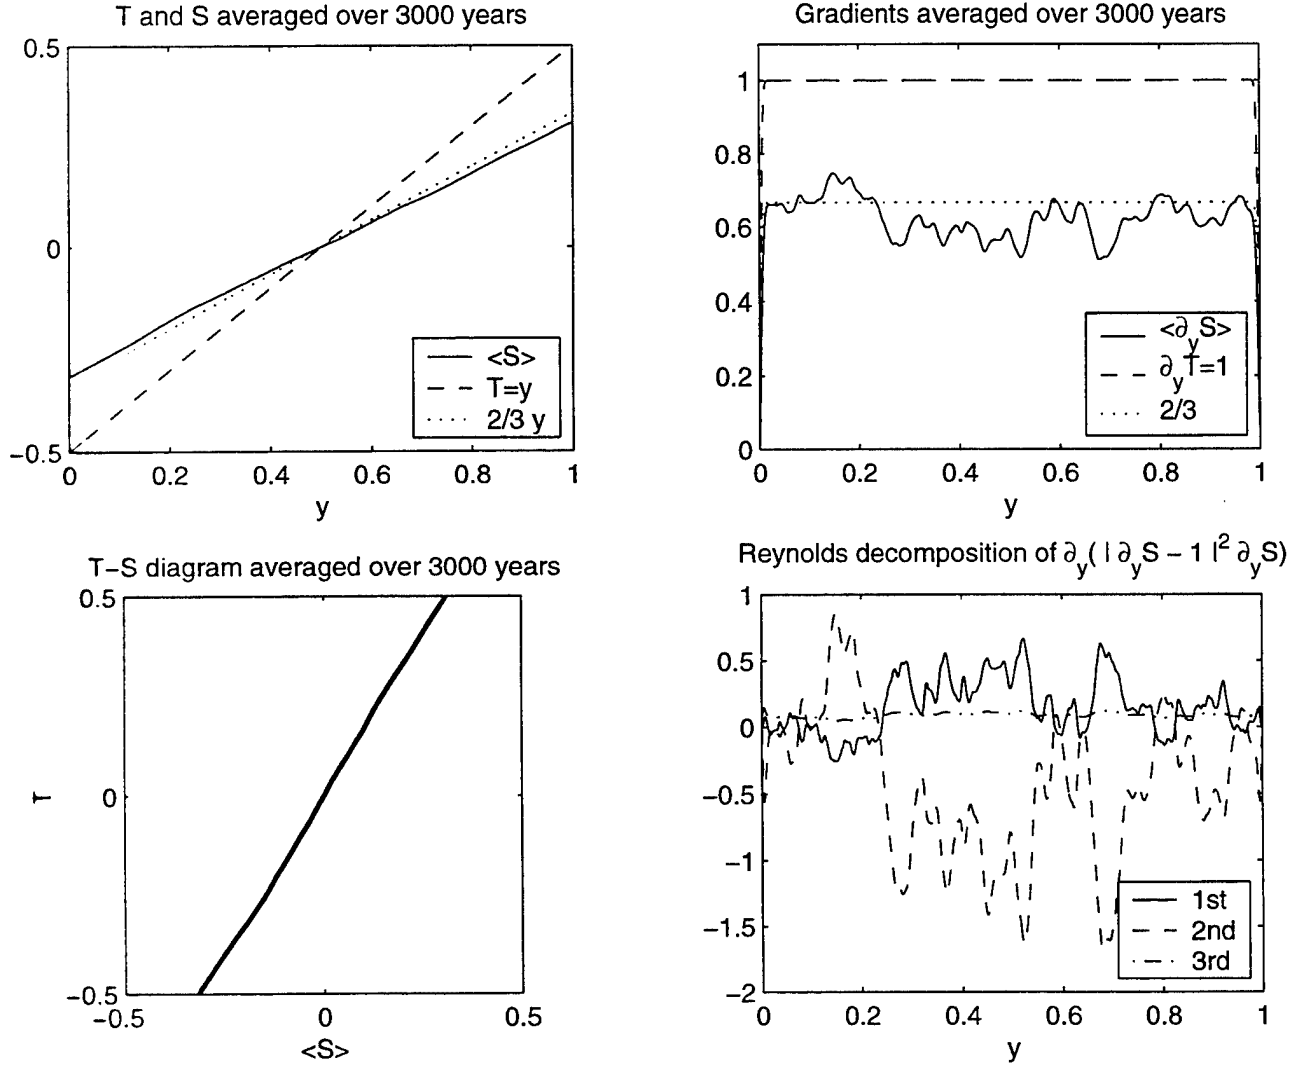 T and S averaged over 3000 years
0.5
0
−0.5
0 0.2 0.4 0.6 0.8 1
y
<S>
T=y
2/3 y
Gradients averaged over 3000 years
1
0.8
0.6
0.4
0.2
0
0 0.2 0.4 0.6 0.8 1
y
<∂yS>
∂yT=1
2/3
T−S diagram averaged over 3000 years
0.5
0
−0.5
T
−0.5 0 0.5
<S>
Reynolds decomposition of ∂y( | ∂yS − 1 |² ∂yS)
1
0.5
0
−0.5
−1
−1.5
−2
0 0.2 0.4 0.6 0.8 1
y
1st
2nd
3rd